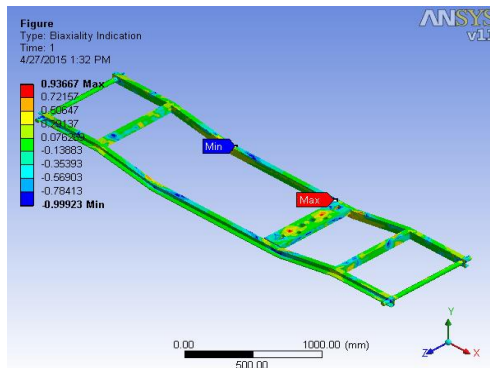 Figure
Type: Biaxiality Indication
Time: 1
4/27/2015 1:32 PM
ANSYS
0.93667 Max
0.72157
0.50647
0.29137
-0.13883
-0.35393
-0.56903
-0.78413
-0.99923 Min
Min
Max
0.00
1000.00 (mm)
500.00
Y
Z
X